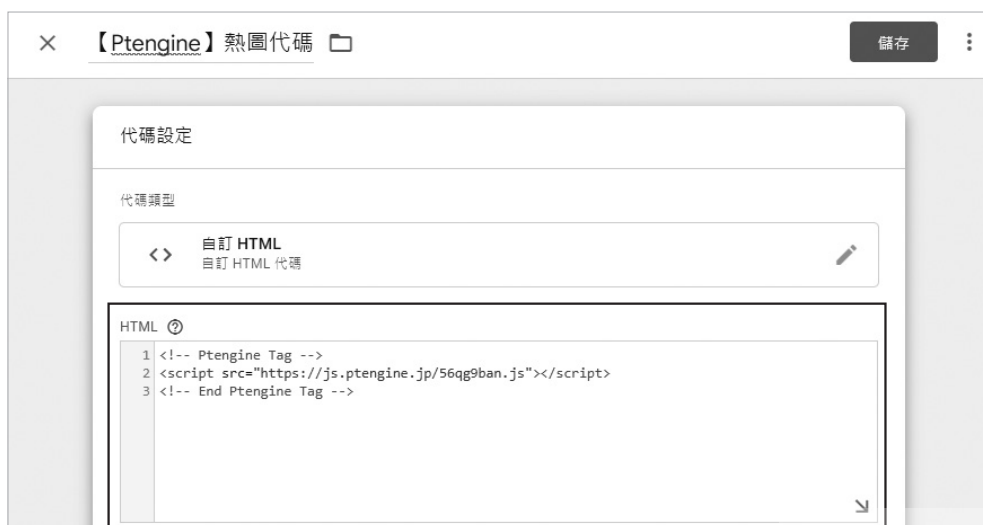 【Ptengine】熱圖代碼
儲存
代碼設定
代碼類型
<>
自訂 HTML
自訂 HTML 代碼
HTML
1 <!-- Ptengine Tag -->
2 <script src="https://js.ptengine.jp/56qg9ban.js"></script>
3 <!-- End Ptengine Tag -->